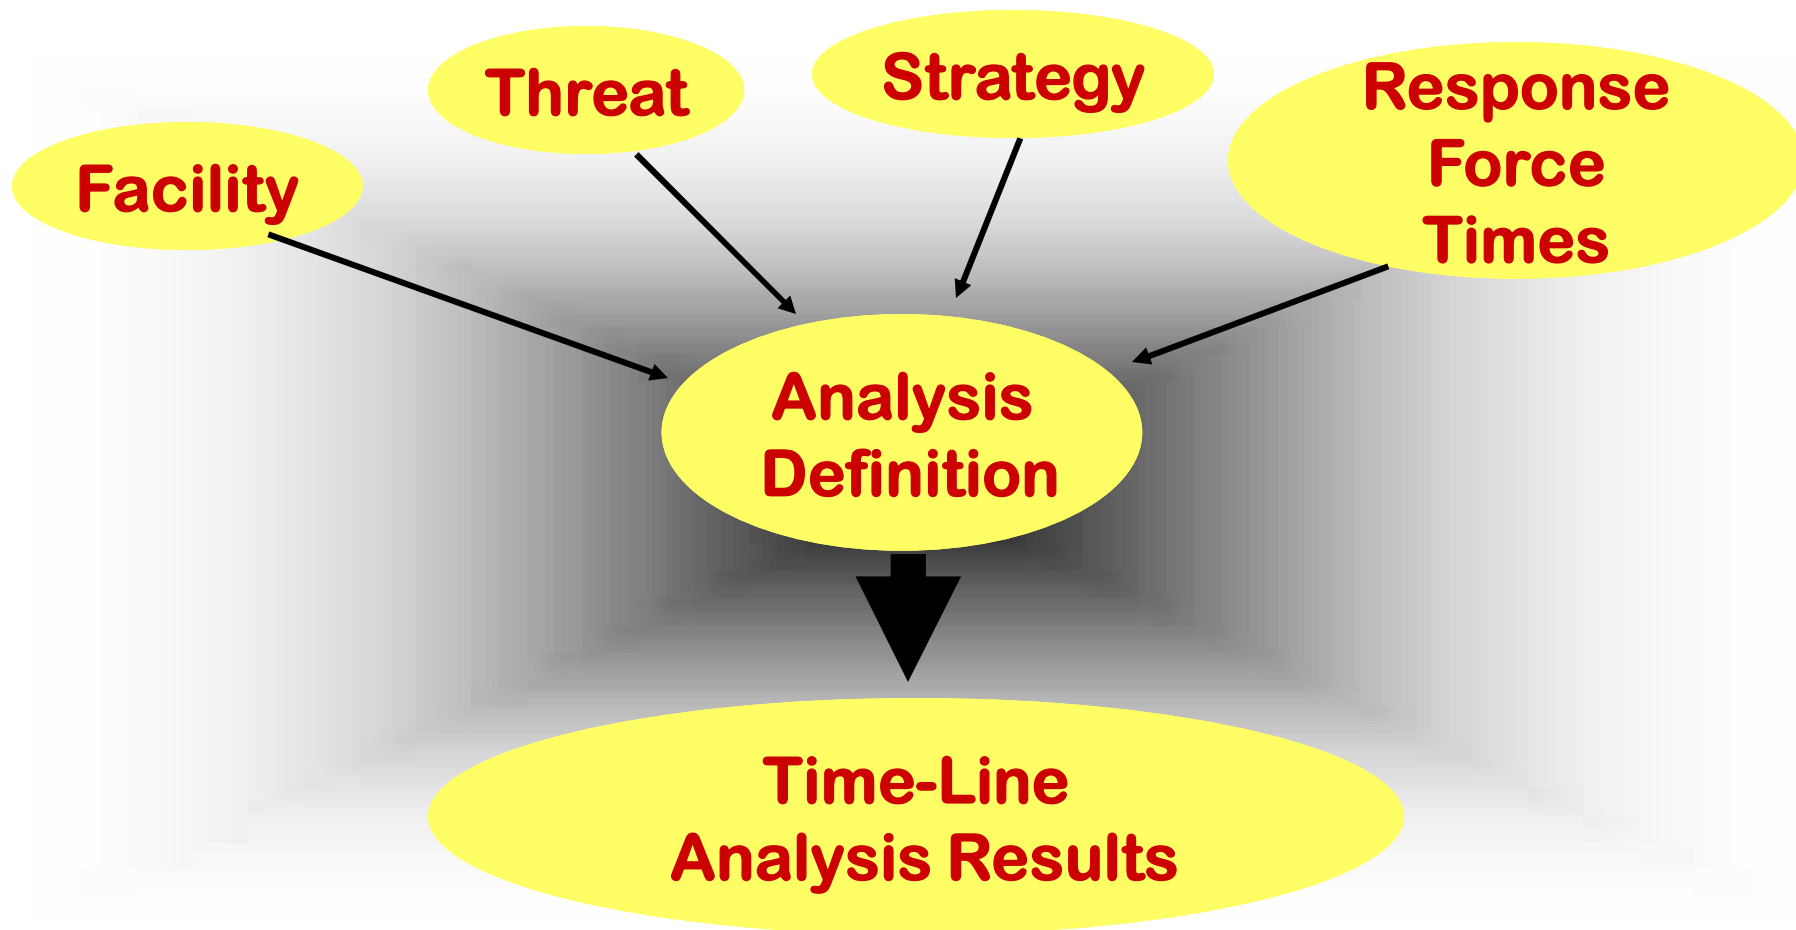 Facility
Threat
Strategy
Response
Force
Times
Analysis
Definition
Time-Line
Analysis Results